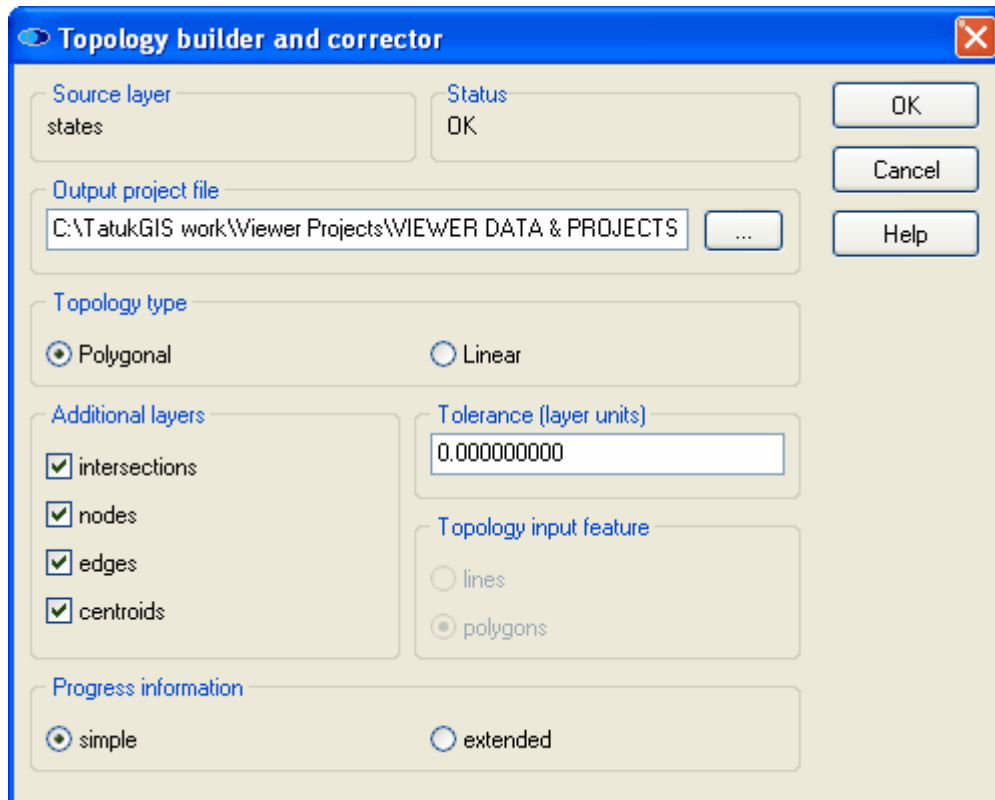 Topology builder and corrector
Source layer
states
Status
OK
OK
Cancel
Help
Output project file
C:\TatukGIS work\Viewer Projects\VIEWER DATA & PROJECTS
...
Topology type
Polygonal
Linear
Additional layers
intersections
nodes
edges
centroids
Tolerance (layer units)
0.000000000
Topology input feature
lines
polygons
Progress information
simple
extended